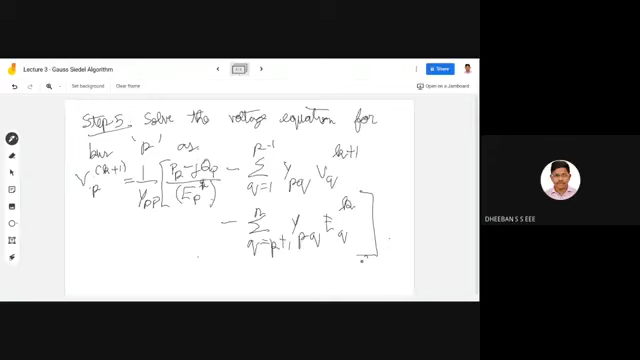 Lecture 3 - Gauss Siedel Algorithm
Share
Set background
Clear frame
Open on a Jamboard
Step 5: Solve the voltage equation for
bus 'p' as
V_p^(k+1) = 1/Y_pp [ (P_p - jQ_p)/(E_p^k*) - Σ_{q=1}^{p-1} Y_pq V_q^{k+1}
- Σ_{q=p+1}^{n} Y_pq E_q^k ]
DHEEBAN S S EEE